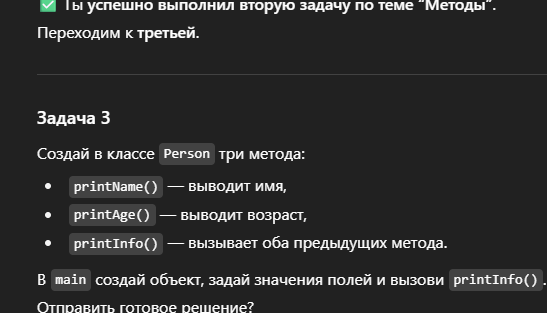 ✅ Ты успешно выполнил вторую задачу по теме “Методы”.
Переходим к третьей.
Задача 3
Создай в классе Person три метода:
• printName() — выводит имя,
• printAge() — выводит возраст,
• printInfo() — вызывает оба предыдущих метода.
В main создай объект, задай значения полей и вызови printInfo().
Отправить готовое решение?